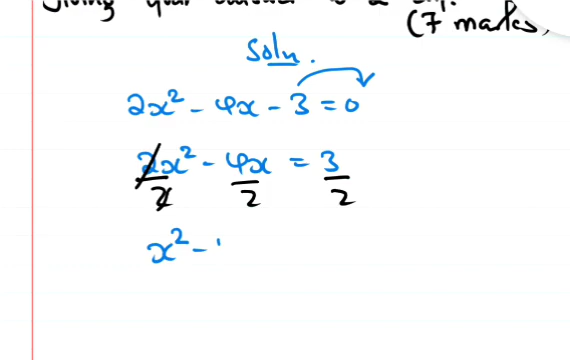 (7 marks)
Soln.
2x² - 4x - 3 = 0
2x²/2 - 4x/2 = 3/2
x² -